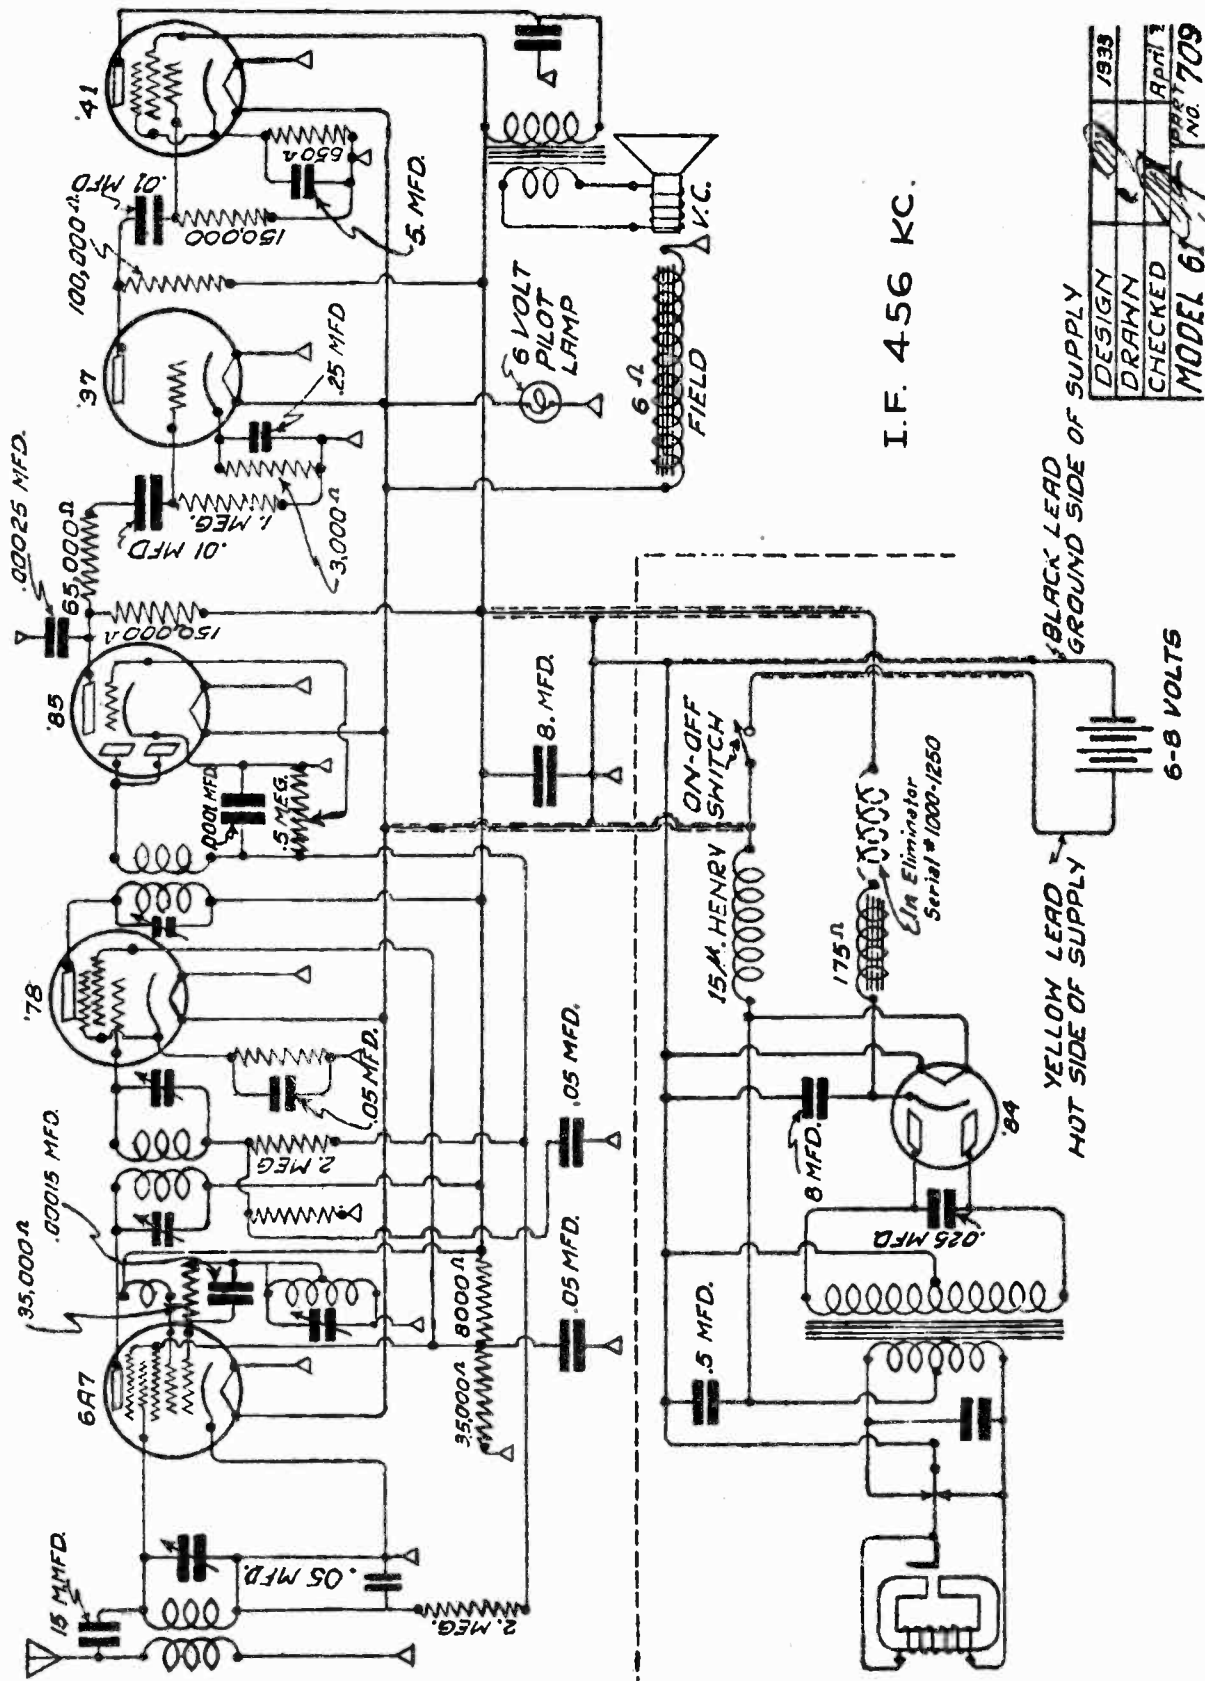 15 MMFD.
.05 MFD.
2. MEG.
6A7
35,000 Ω
.00015 MFD.
35,000 Ω
8000 Ω
.05 MFD.
.05 MFD.
2. MEG
'78
.05 MFD.
.0001 MFD.
.5 MEG.
'85
150,000 Ω
.00025 MFD.
65,000 Ω
.01 MFD
1. MEG.
3,000 Ω
.25 MFD
'37
100,000 Ω
.02 MFD
150,000
'41
650 Ω
5. MFD.
6 VOLT
PILOT
LAMP
V.C.
6 Ω
FIELD
I.F. 456 KC.
8. MFD.
ON-OFF
SWITCH
15 M. HENRY
175 Ω
E/n Eliminator
Serial #1000-1250
8 MFD.
'84
.025 MFD.
.5 MFD.
YELLOW LEAD
HOT SIDE OF SUPPLY
BLACK LEAD
GROUND SIDE OF SUPPLY
6-8 VOLTS
DESIGN 1933
DRAWN
CHECKED April
MODEL 61 PART NO. 709